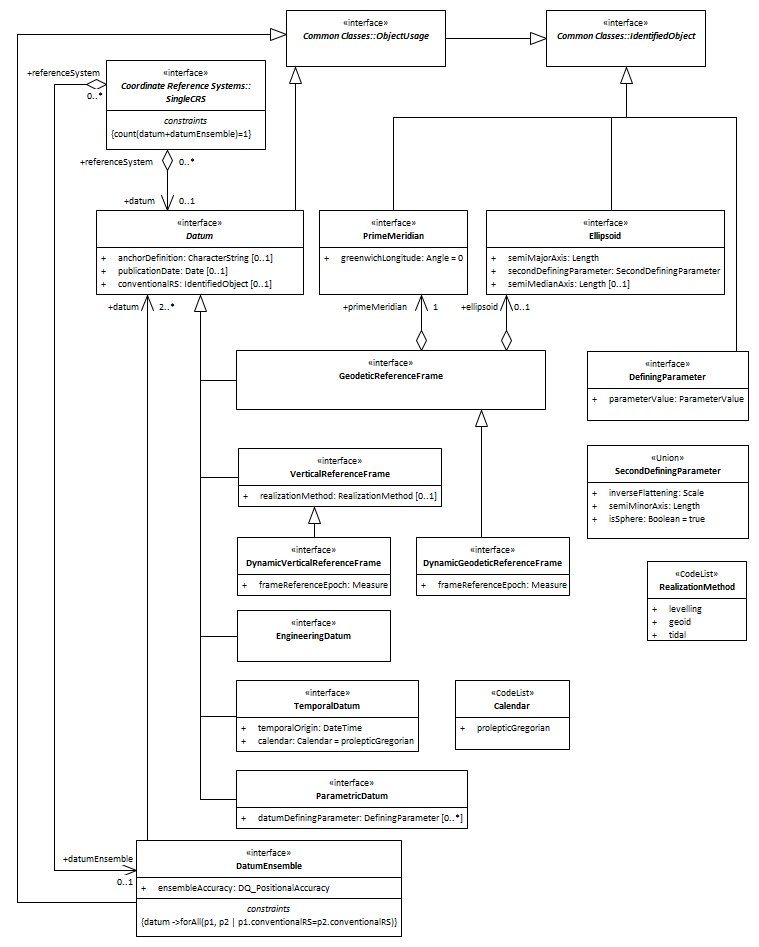 «interface»
Common Classes::ObjectUsage
«interface»
Common Classes::IdentifiedObject
+referenceSystem
0..*
«interface»
Coordinate Reference Systems::
SingleCRS
constraints
{count(datum+datumEnsemble)=1}
+referenceSystem
0..*
+datum
0..1
«interface»
Datum
+ anchorDefinition: CharacterString [0..1]
+ publicationDate: Date [0..1]
+ conventionalRS: IdentifiedObject [0..1]
«interface»
PrimeMeridian
+ greenwichLongitude: Angle = 0
«interface»
Ellipsoid
+ semiMajorAxis: Length
+ secondDefiningParameter: SecondDefiningParameter
+ semiMedianAxis: Length [0..1]
+datum
2..*
+primeMeridian
1
+ellipsoid
0..1
«interface»
GeodeticReferenceFrame
«interface»
DefiningParameter
+ parameterValue: ParameterValue
«interface»
VerticalReferenceFrame
+ realizationMethod: RealizationMethod [0..1]
«Union»
SecondDefiningParameter
+ inverseFlattening: Scale
+ semiMinorAxis: Length
+ isSphere: Boolean = true
«interface»
DynamicVerticalReferenceFrame
+ frameReferenceEpoch: Measure
«interface»
DynamicGeodeticReferenceFrame
+ frameReferenceEpoch: Measure
«CodeList»
RealizationMethod
+ levelling
+ geoid
+ tidal
«interface»
EngineeringDatum
«interface»
TemporalDatum
+ temporalOrigin: DateTime
+ calendar: Calendar = prolepticGregorian
«CodeList»
Calendar
+ prolepticGregorian
«interface»
ParametricDatum
+ datumDefiningParameter: DefiningParameter [0..*]
+datumEnsemble
0..1
«interface»
DatumEnsemble
+ ensembleAccuracy: DQ_PositionalAccuracy
constraints
{datum ->forAll(p1, p2 | p1.conventionalRS=p2.conventionalRS)}